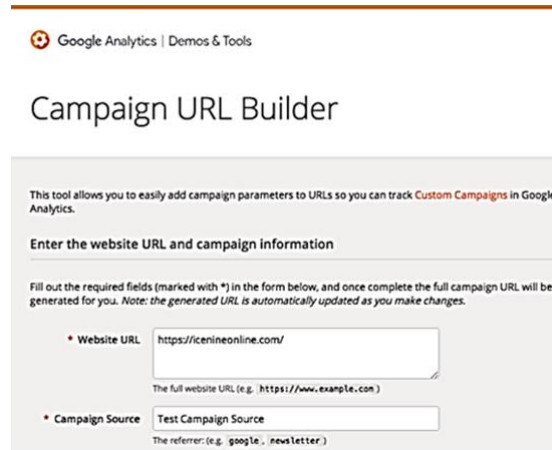 Google Analytics | Demos & Tools
Campaign URL Builder
This tool allows you to easily add campaign parameters to URLs so you can track Custom Campaigns in Google
Analytics.
Enter the website URL and campaign information
Fill out the required fields (marked with *) in the form below, and once complete the full campaign URL will be
generated for you. Note: the generated URL is automatically updated as you make changes.
* Website URL https://icenineonline.com/
The full website URL (e.g. https://www.example.com )
* Campaign Source Test Campaign Source
The referrer: (e.g. google , newsletter )